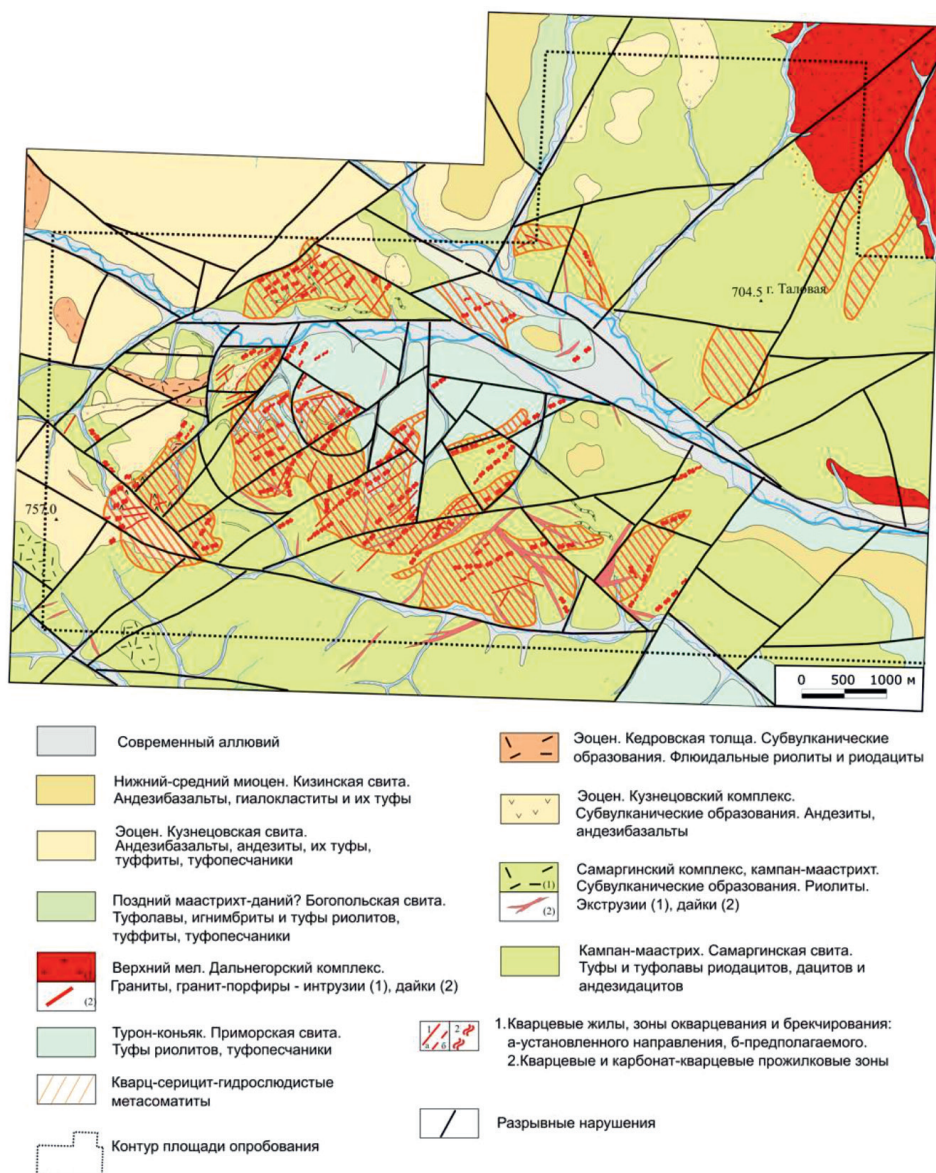 704.5 г. Таловая
757.0
0 500 1000 м
Современный аллювий
Нижний-средний миоцен. Кизинская свита.
Андезибазальты, гиалокластиты и их туфы
Эоцен. Кузнецовская свита.
Андезибазальты, андезиты, их туфы,
туффиты, туфопесчаники
Поздний маастрихт-даний? Богопольская свита.
Туфолавы, игнимбриты и туфы риолитов,
туффиты, туфопесчаники
(1)
(2)
Верхний мел. Дальнегорский комплекс.
Граниты, гранит-порфиры - интрузии (1), дайки (2)
Турон-коньяк. Приморская свита.
Туфы риолитов, туфопесчаники
Кварц-серицит-гидрослюдистые
метасоматиты
Контур площади опробования
Эоцен. Кедровская толща. Субвулканические
образования. Флюидальные риолиты и риодациты
Эоцен. Кузнецовский комплекс.
Субвулканические образования. Андезиты,
андезибазальты
(1)
(2)
Самаргинский комплекс, кампан-маастрихт.
Субвулканические образования. Риолиты.
Экструзии (1), дайки (2)
Кампан-маастрих. Самаргинская свита.
Туфы и туфолавы риодацитов, дацитов и
андезидацитов
1 2
а б
1.Кварцевые жилы, зоны окварцевания и брекчирования:
а-установленного направления, б-предполагаемого.
2.Кварцевые и карбонат-кварцевые прожилковые зоны
Разрывные нарушения